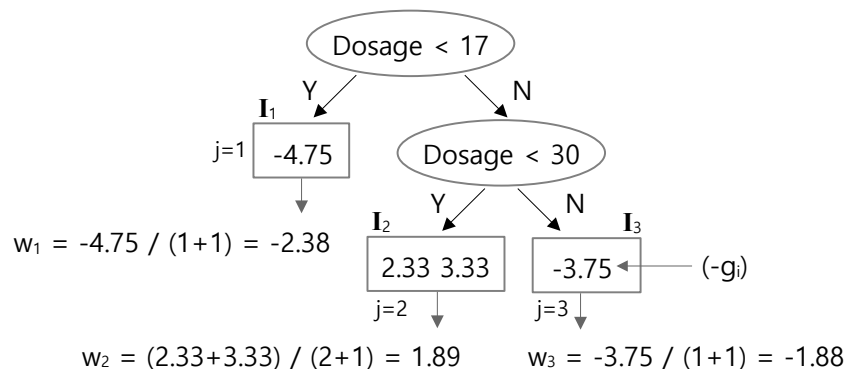 Dosage < 17
Y N
I₁
j=1 -4.75 Dosage < 30
Y N
w₁ = -4.75 / (1+1) = -2.38
I₂ I₃
2.33 3.33 -3.75 (-gᵢ)
j=2 j=3
w₂ = (2.33+3.33) / (2+1) = 1.89 w₃ = -3.75 / (1+1) = -1.88